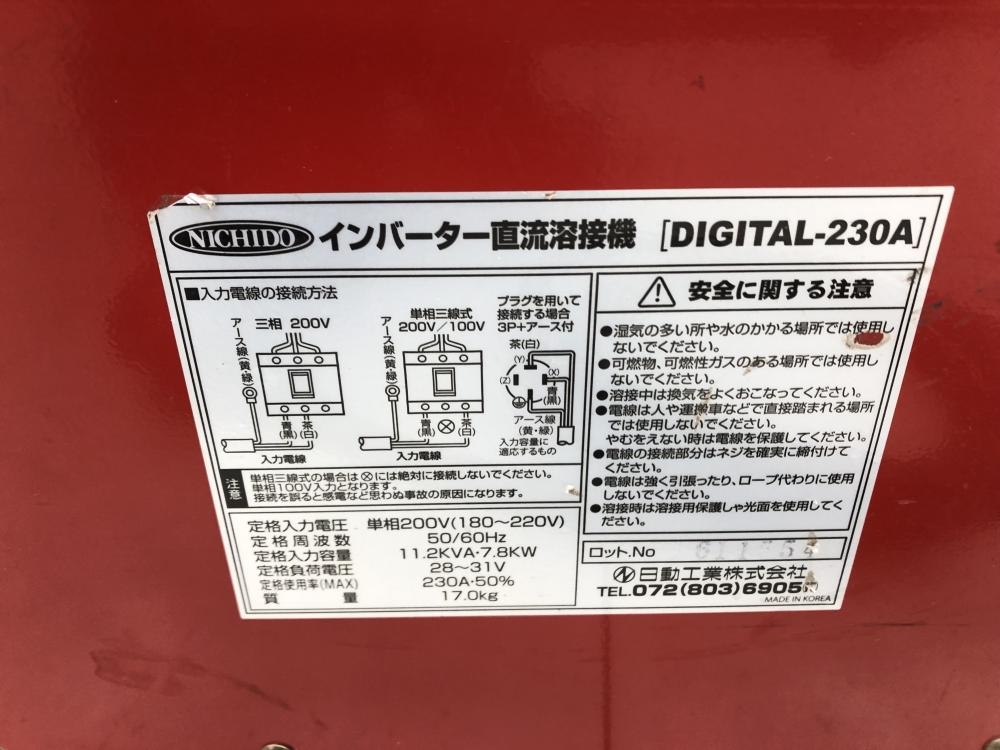 NICHIDO インバーター直流溶接機 [DIGITAL-230A]
■入力電線の接続方法
アース線(黄・緑)
三相 200V
青(黒)
茶(白)
入力電線
アース線(黄・緑)
単相三線式
200V/100V
青(黒)
茶(白)
入力電線
プラグを用いて
接続する場合
3P+アース付
茶(白)
(Y)
(X)
(Z)
青(黒)
アース線
(黄・緑)
入力容量に
適応するもの
注意
単相三線式の場合は⊗には絶対に接続しないでください。
単相100V入力となります。
接続を誤ると感電など思わぬ事故の原因になります。
定格入力電圧 単相200V(180~220V)
定格周波数 50/60Hz
定格入力容量 11.2KVA・7.8KW
定格負荷電圧 28~31V
定格使用率(MAX) 230A・50%
質量 17.0kg
安全に関する注意
●湿気の多い所や水のかかる場所では使用し
ないでください。
●可燃物、可燃性ガスのある場所では使用し
ないでください。
●溶接中は換気をよくおこなってください。
●電線は人や運搬車などで直接踏まれる場所
では使用しないでください。
やむをえない時は電線を保護してください。
●電線の接続部分はネジを確実に締付けて
ください。
●電線は強く引張ったり、ロープ代わりに使用
しないでください。
●溶接時は溶接用保護しゃ光面を使用してく
ださい。
ロット.No
日動工業株式会社
TEL.072(803)6905
MADE IN KOREA